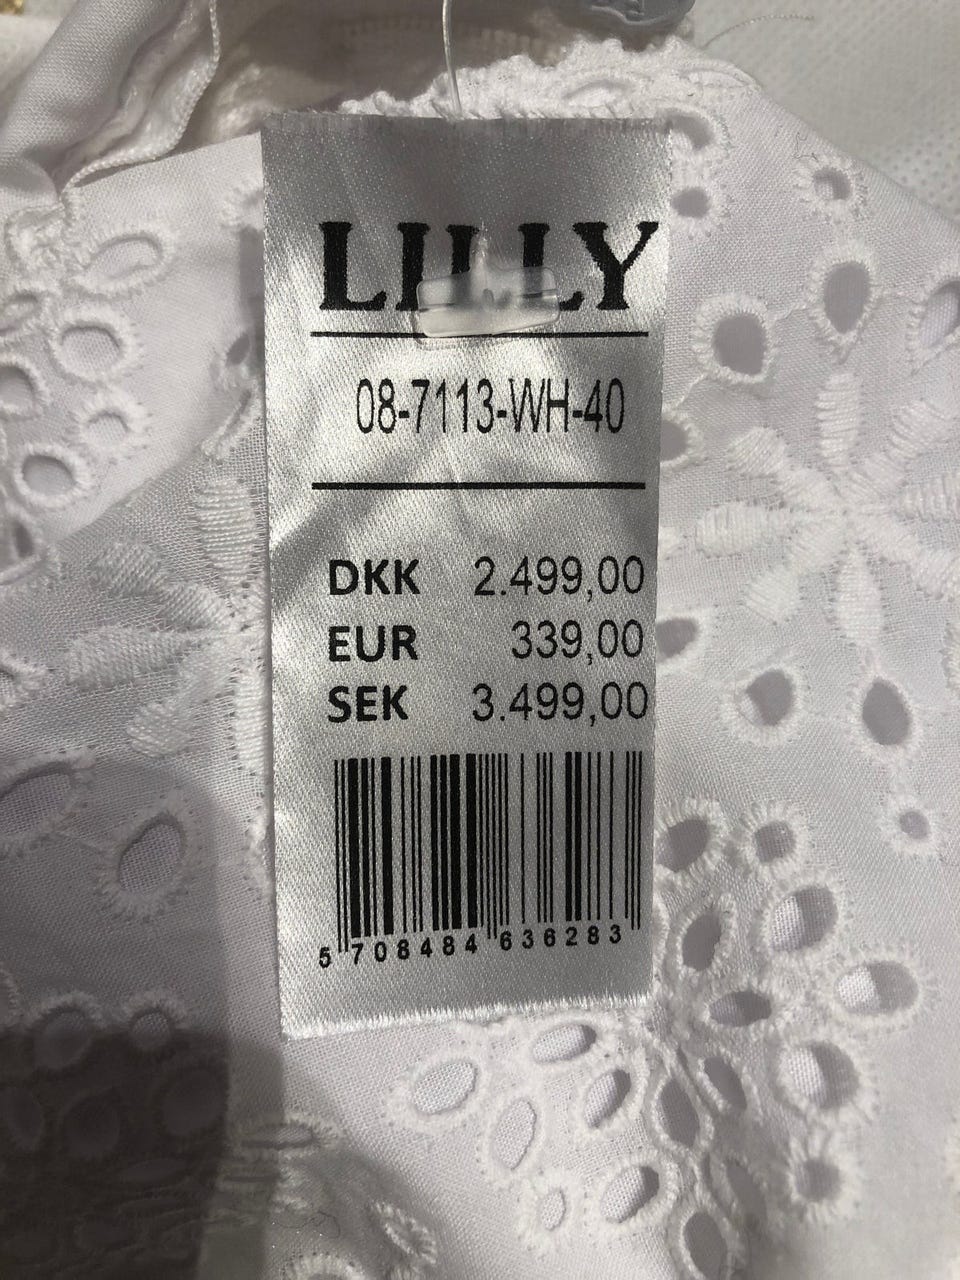 LILLY
08-7113-WH-40
DKK 2.499,00
EUR 339,00
SEK 3.499,00
5 708484 636283